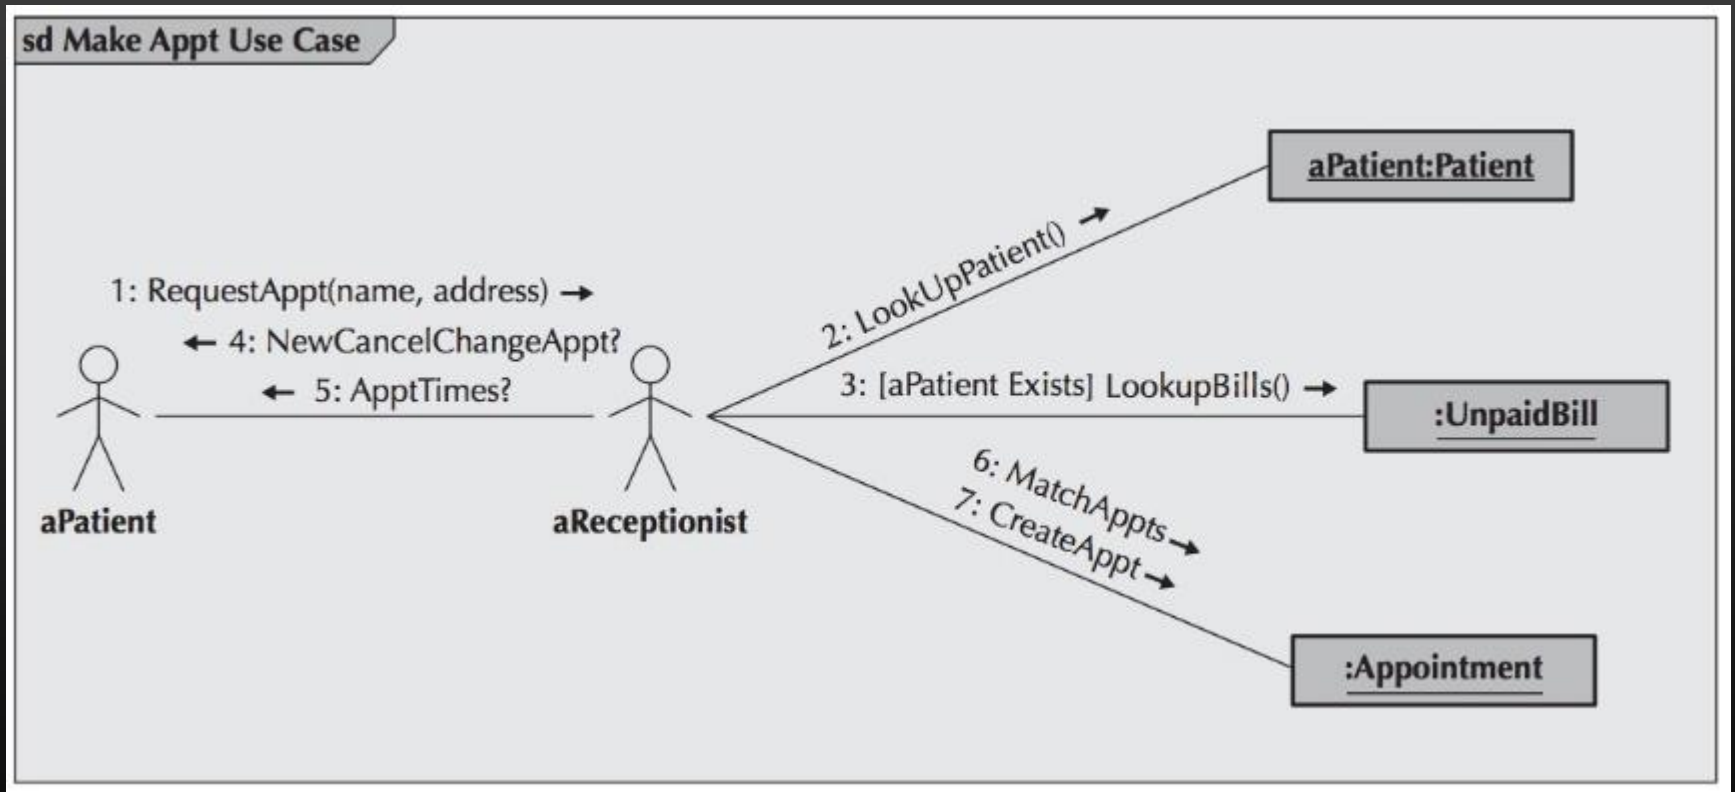 sd Make Appt Use Case
aPatient:Patient
1: RequestAppt(name, address)
4: NewCancelChangeAppt?
5: ApptTimes?
2: LookUpPatient()
3: [aPatient Exists] LookupBills()
:UnpaidBill
6: MatchAppts
7: CreateAppt
aPatient
aReceptionist
:Appointment